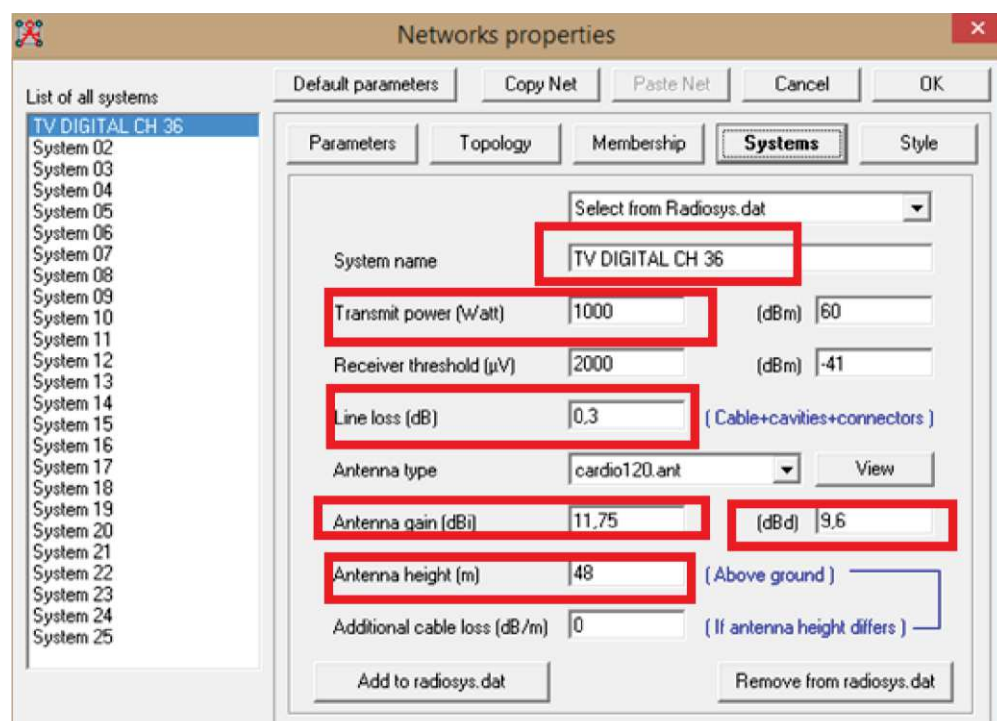 Networks properties
List of all systems
Default parameters Copy Net Paste Net Cancel OK
TV DIGITAL CH 36
System 02
System 03
System 04
System 05
System 06
System 07
System 08
System 09
System 10
System 11
System 12
System 13
System 14
System 15
System 16
System 17
System 18
System 19
System 20
System 21
System 22
System 23
System 24
System 25
Parameters Topology Membership Systems Style
Select from Radiosys.dat
System name TV DIGITAL CH 36
Transmit power (Watt) 1000 (dBm) 60
Receiver threshold (µV) 2000 (dBm) -41
Line loss (dB) 0,3 ( Cable+cavities+connectors )
Antenna type cardio120.ant View
Antenna gain (dBi) 11,75 (dBd) 9,6
Antenna height (m) 48 ( Above ground )
Additional cable loss (dB/m) 0 ( If antenna height differs )
Add to radiosys.dat Remove from radiosys.dat